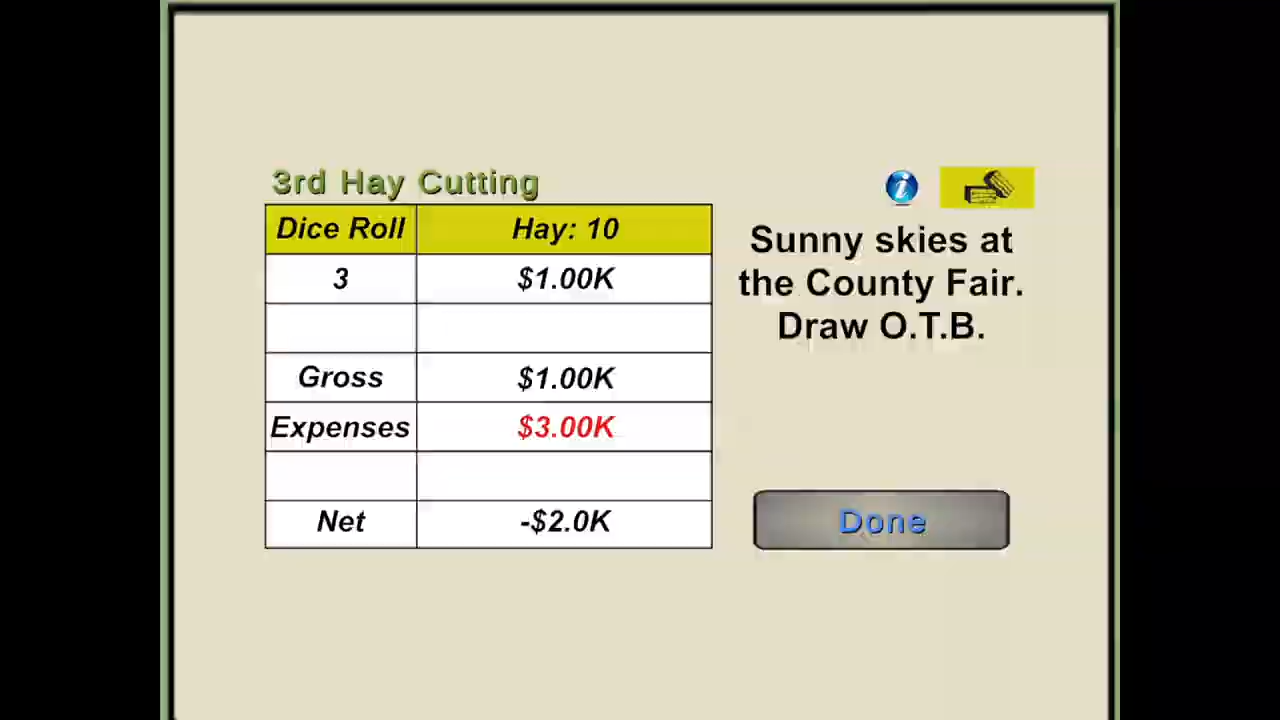 3rd Hay Cutting
Dice Roll Hay: 10
3 $1.00K
Gross $1.00K
Expenses $3.00K
Net -$2.0K
i
Sunny skies at
the County Fair.
Draw O.T.B.
Done